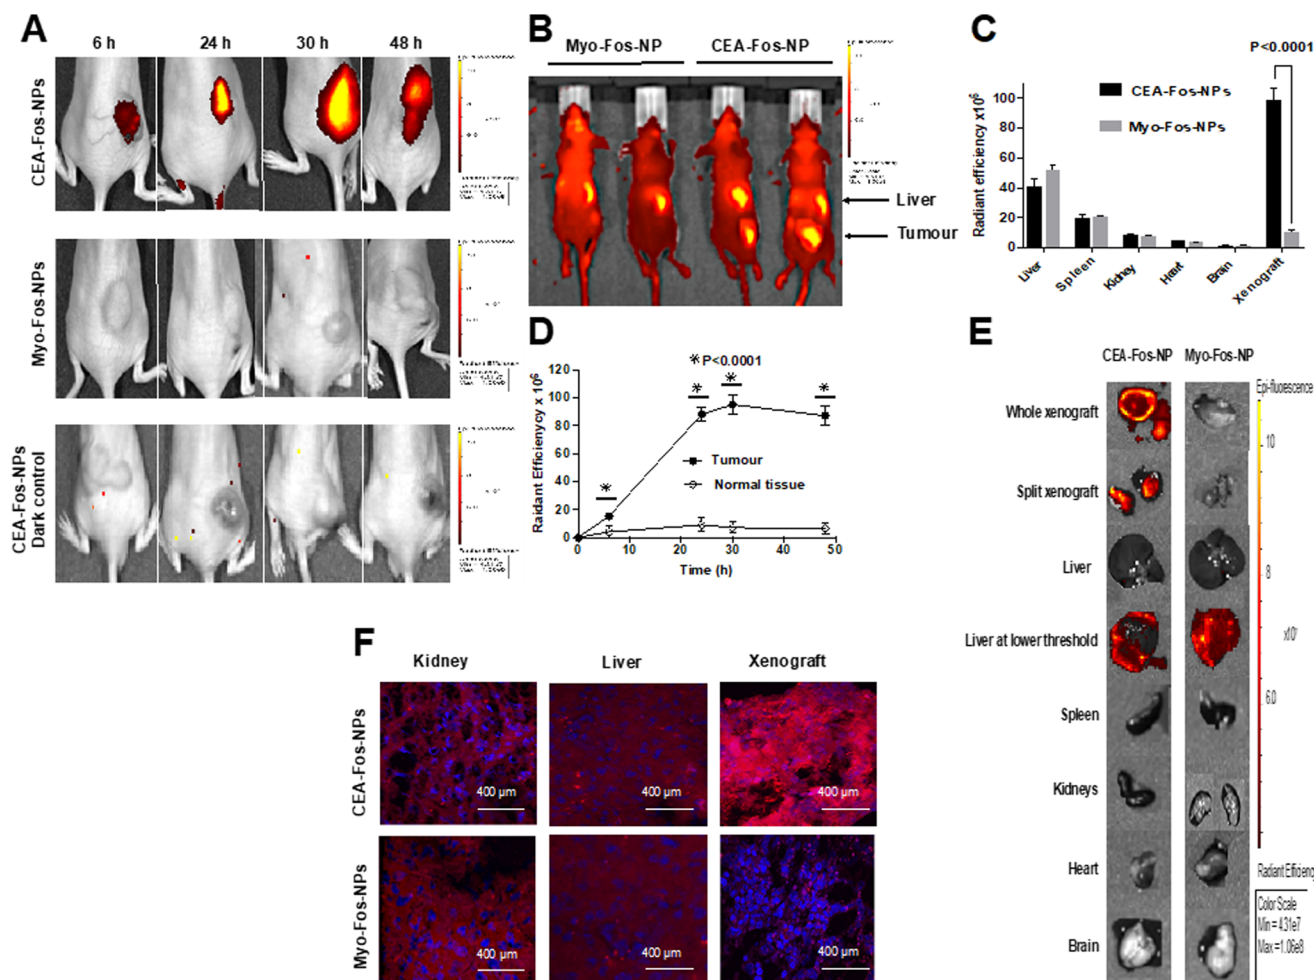 A
6 h
24 h
30 h
48 h
CEA-Fos-NPs
Myo-Fos-NPs
CEA-Fos-NPs
Dark control
B
Myo-Fos-NP
CEA-Fos-NP
Liver
Tumour
C
P<0.0001
CEA-Fos-NPs
Myo-Fos-NPs
Radiant efficiency x10⁶
100
80
60
40
20
0
Liver
Spleen
Kidney
Heart
Brain
Xenograft
D
*P<0.0001
* * * *
Raidant Efficienycy x 10⁶
120
100
80
60
40
20
0
Tumour
Normal tissue
0 10 20 30 40 50
Time (h)
E
CEA-Fos-NP
Myo-Fos-NP
Whole xenograft
Split xenograft
Liver
Liver at lower threshold
Spleen
Kidneys
Heart
Brain
Epi-fluorescence
10
8
6.0
Radiant Efficieng
Color Scale
Min = 4.31e7
Max = 1.06e8
F
Kidney
Liver
Xenograft
CEA-Fos-NPs
400 µm
400 µm
400 µm
Myo-Fos-NPs
400 µm
400 µm
400 µm